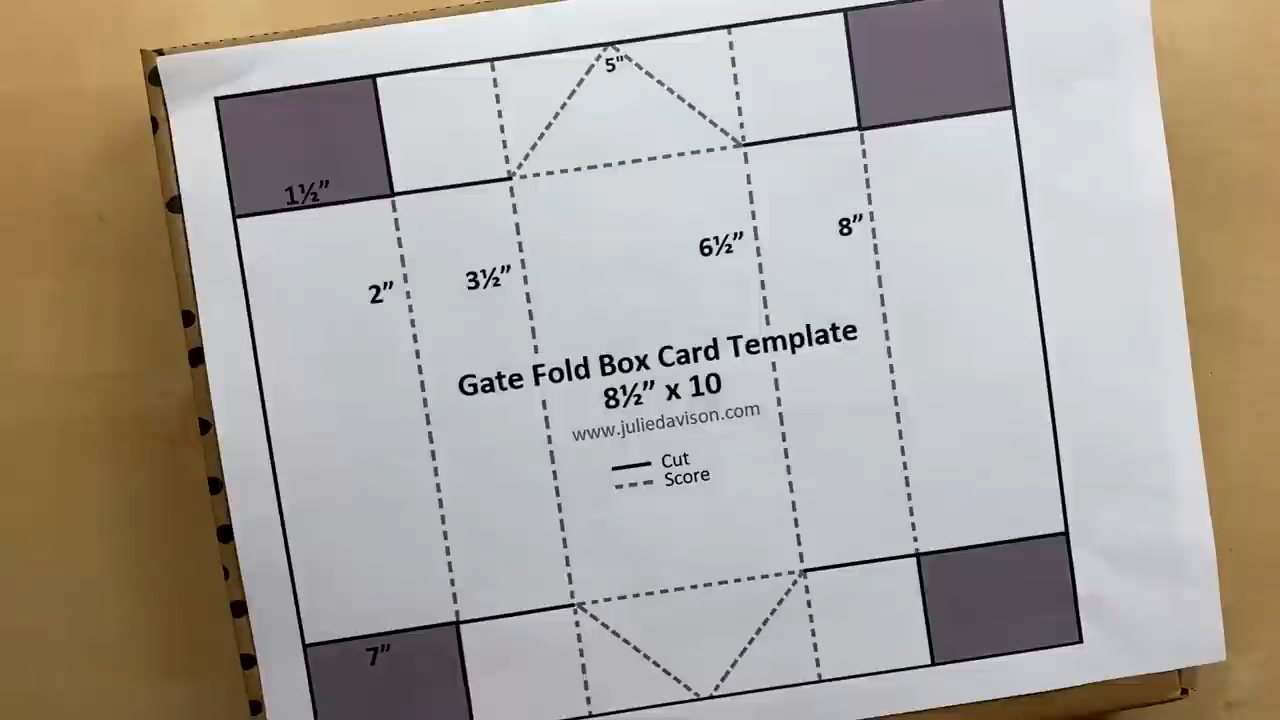 5"
1½”
2”
3½”
6½”
8”
Gate Fold Box Card Template
8½” x 10
www.juliedavison.com
Cut
Score
7”